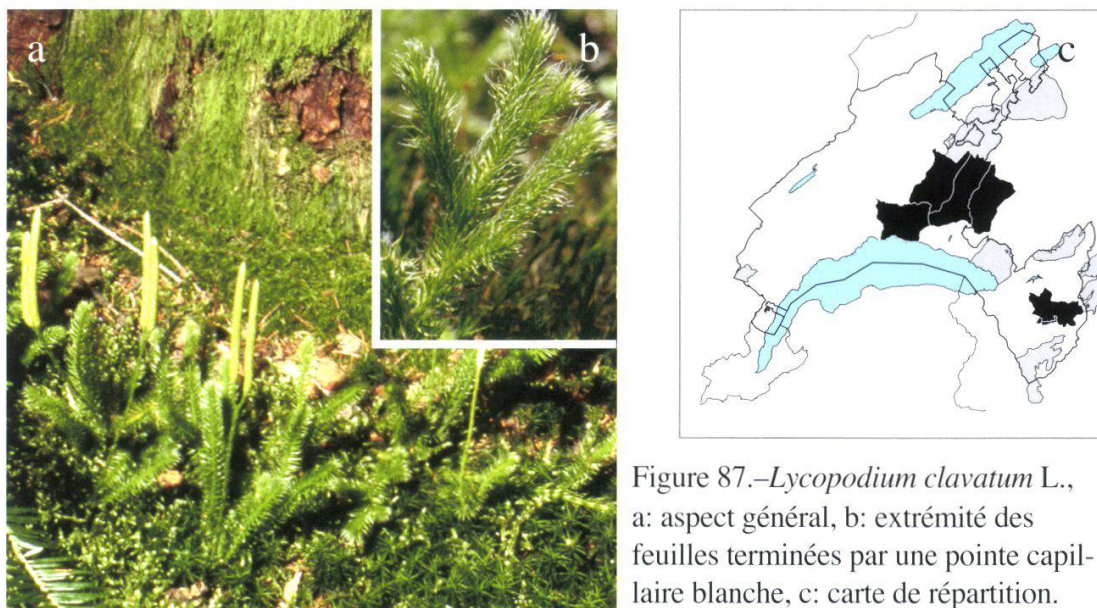 a
b
c
Figure 87.–Lycopodium clavatum L.,
a: aspect général, b: extrémité des
feuilles terminées par une pointe capil-
laire blanche, c: carte de répartition.